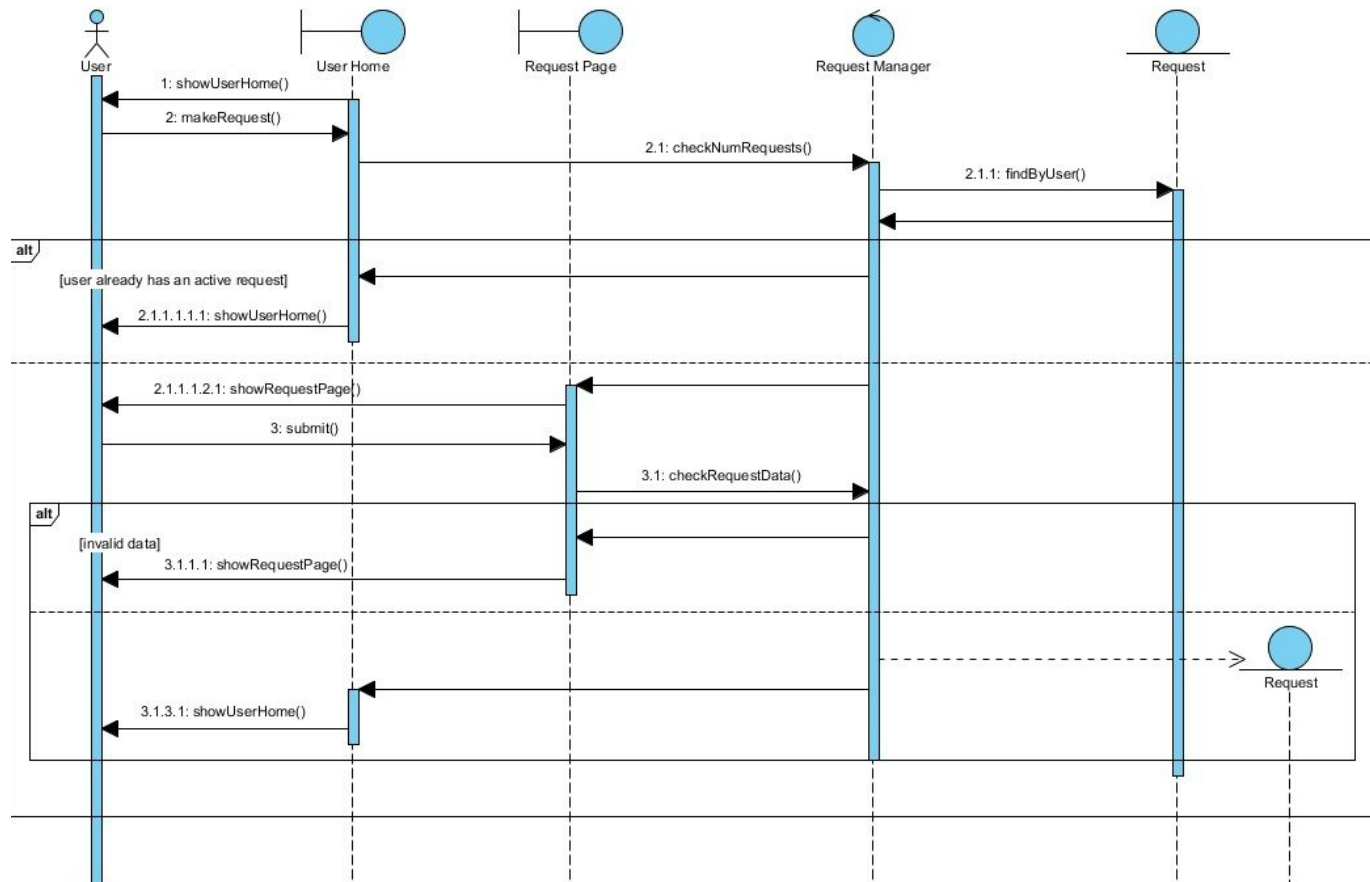 User
User Home
Request Page
Request Manager
Request
1: showUserHome()
2: makeRequest()
2.1: checkNumRequests()
2.1.1: findByUser()
alt
[user already has an active request]
2.1.1.1.1.1: showUserHome()
2.1.1.1.2.1: showRequestPage()
3: submit()
3.1: checkRequestData()
alt
[invalid data]
3.1.1.1: showRequestPage()
Request
3.1.3.1: showUserHome()